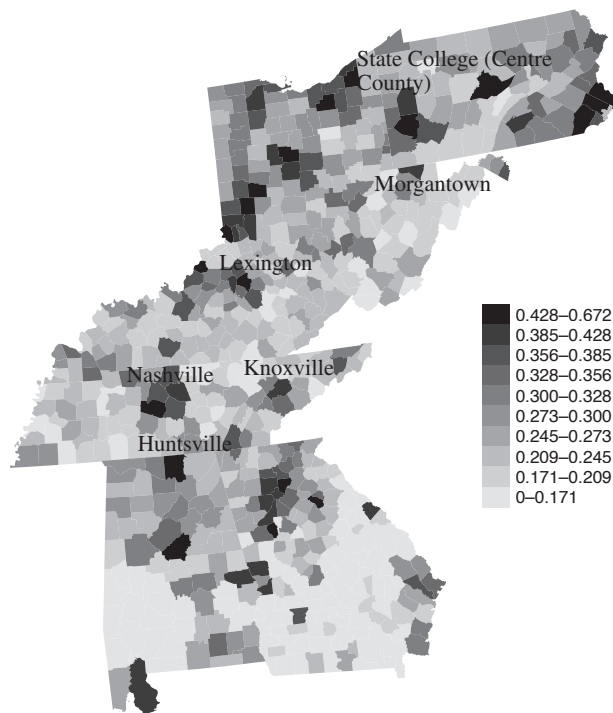 State College (Centre
County)
Morgantown
Lexington
Nashville
Knoxville
Huntsville
0.428–0.672
0.385–0.428
0.356–0.385
0.328–0.356
0.300–0.328
0.273–0.300
0.245–0.273
0.209–0.245
0.171–0.209
0–0.171